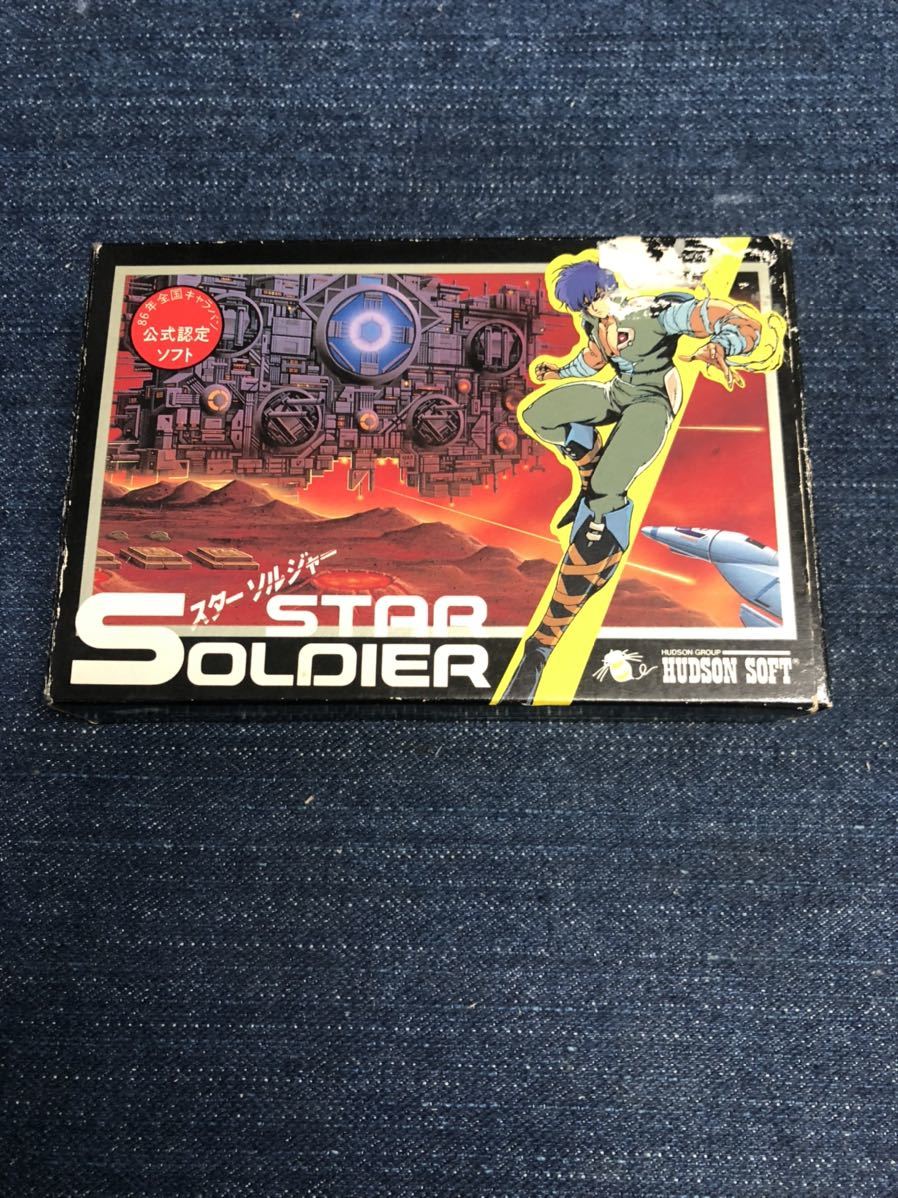 '86年全国キャラバン
公式認定
ソフト
スターソルジャー
STAR
SOLDIER
HUDSON GROUP
HUDSON SOFT®